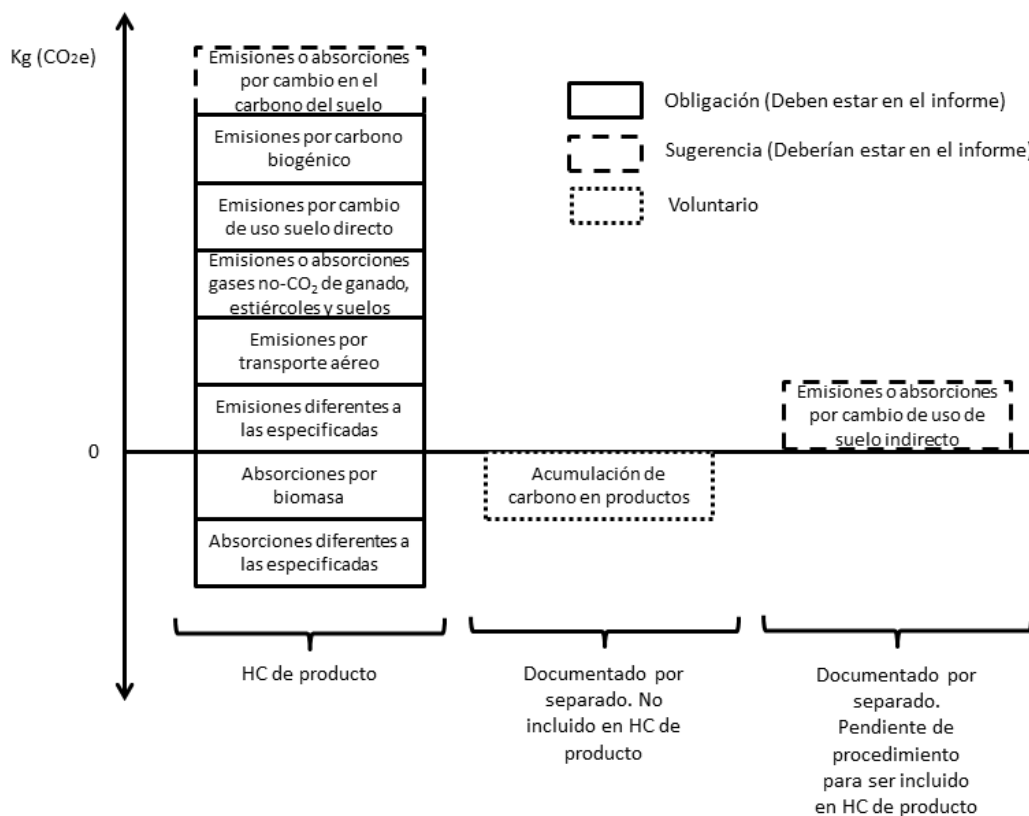 Kg (CO2e)
Emisiones o absorciones
por cambio en el
carbono del suelo
Emisiones por carbono
biogénico
Emisiones por cambio
de uso suelo directo
Emisiones o absorciones
gases no-CO₂ de ganado,
estiércoles y suelos
Emisiones por
transporte aéreo
Emisiones diferentes a
las especificadas
0
Absorciones por
biomasa
Absorciones diferentes a
las especificadas
Obligación (Deben estar en el informe)
Sugerencia (Deberían estar en el informe)
Voluntario
Acumulación de
carbono en productos
Emisiones o absorciones
por cambio de uso de
suelo indirecto
HC de producto
Documentado por
separado. No
incluido en HC de
producto
Documentado por
separado.
Pendiente de
procedimiento
para ser incluido
en HC de producto